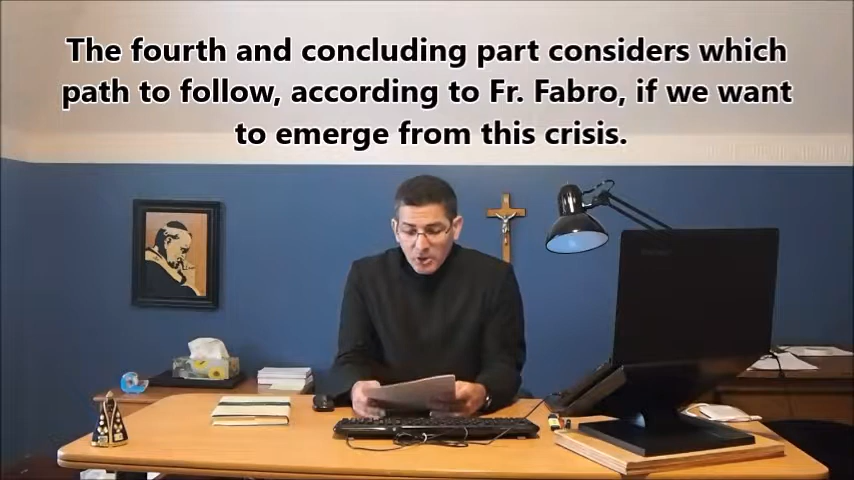 The fourth and concluding part considers which
path to follow, according to Fr. Fabro, if we want
to emerge from this crisis.